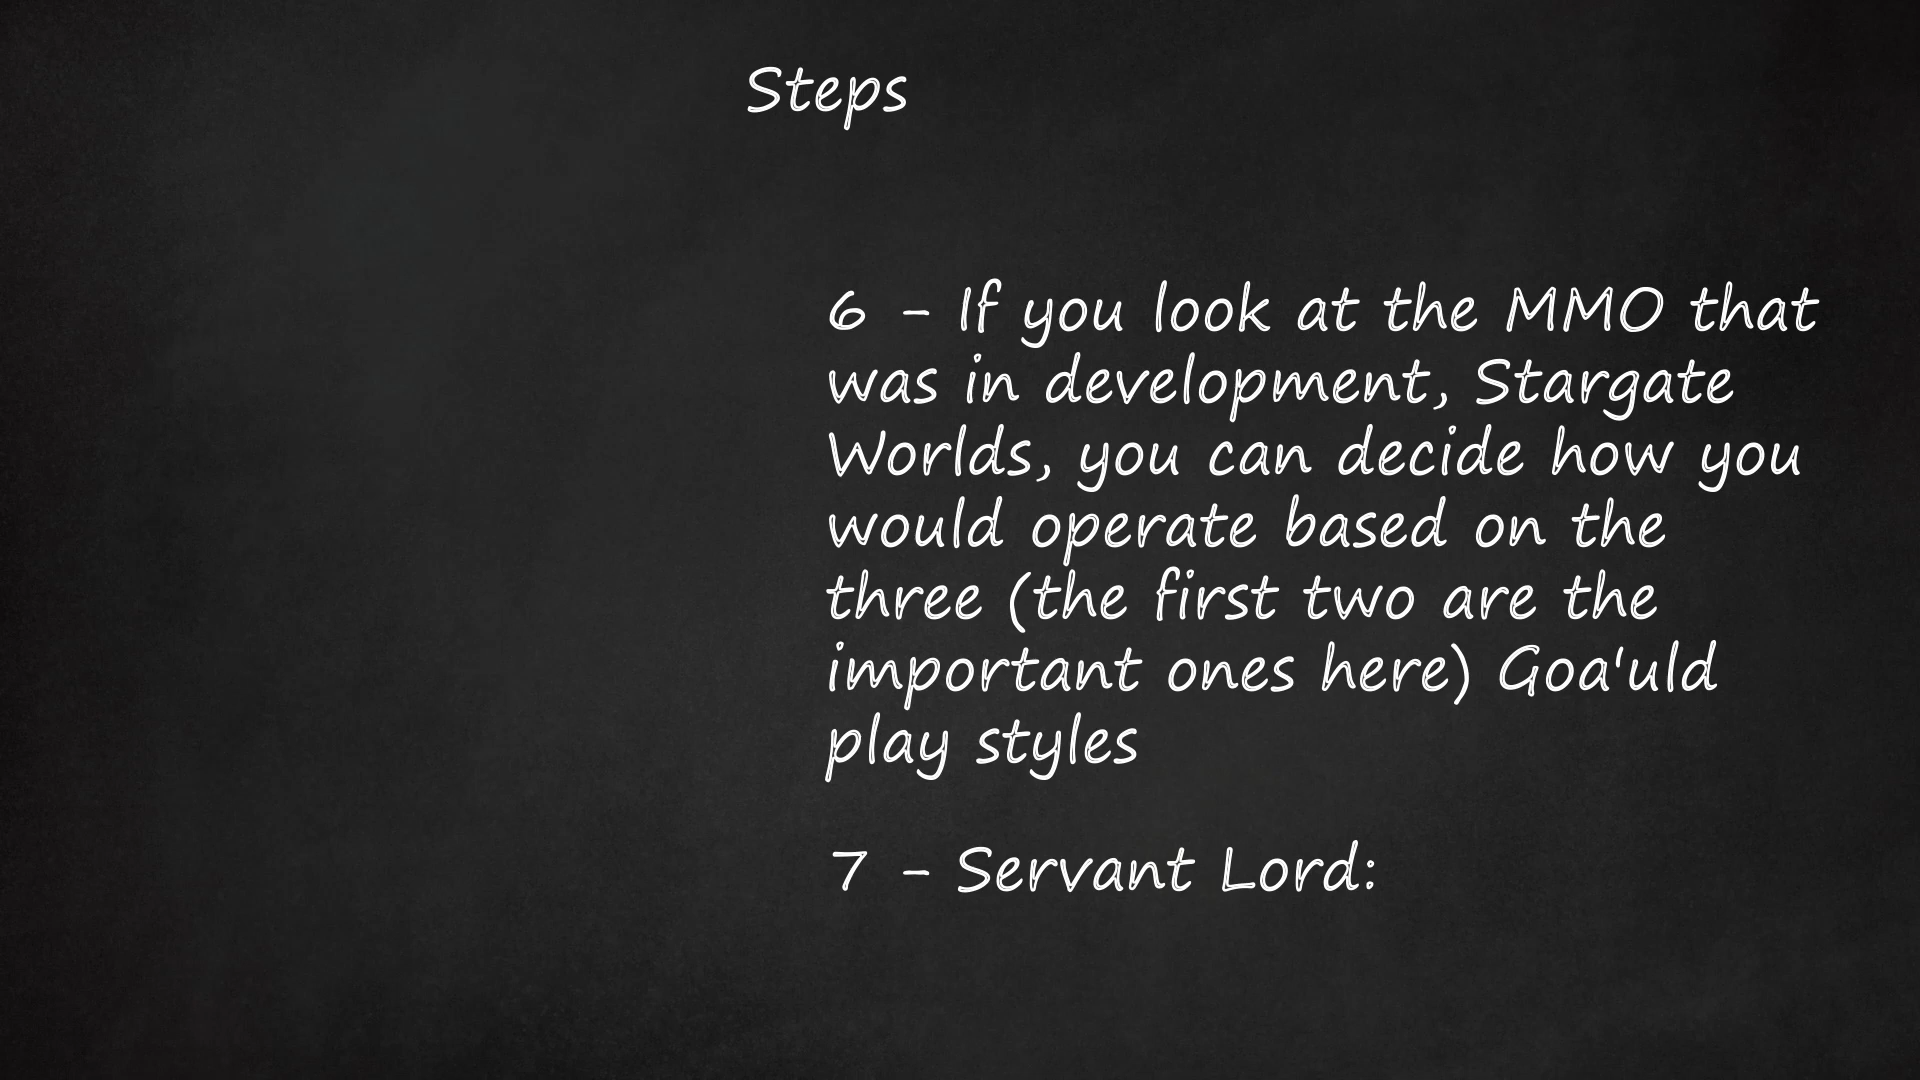 Steps
6 - If you look at the MMO that
was in development, Stargate
Worlds, you can decide how you
would operate based on the
three (the first two are the
important ones here) Goa'uld
play styles
7 - Servant Lord: